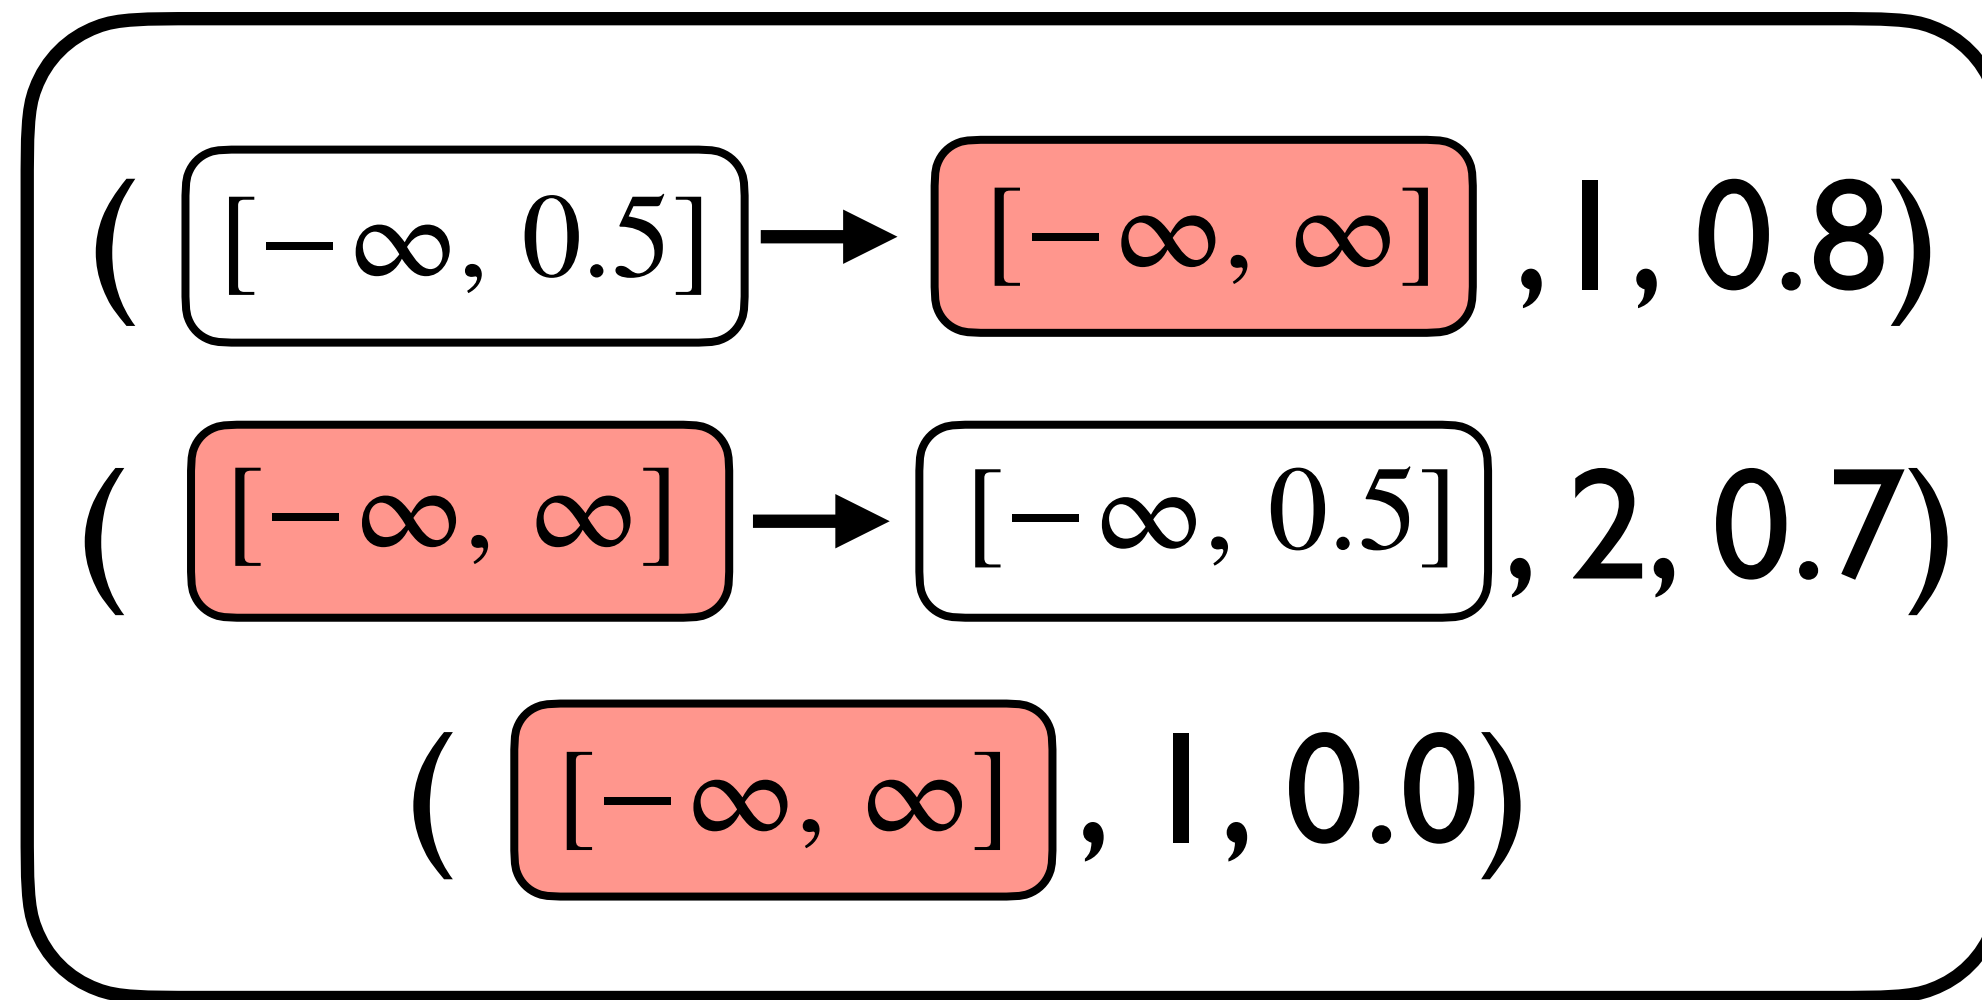 ( [−∞, 0.5] → [−∞, ∞] , 1, 0.8)
( [−∞, ∞] → [−∞, 0.5] , 2, 0.7)
( [−∞, ∞] , 1, 0.0)